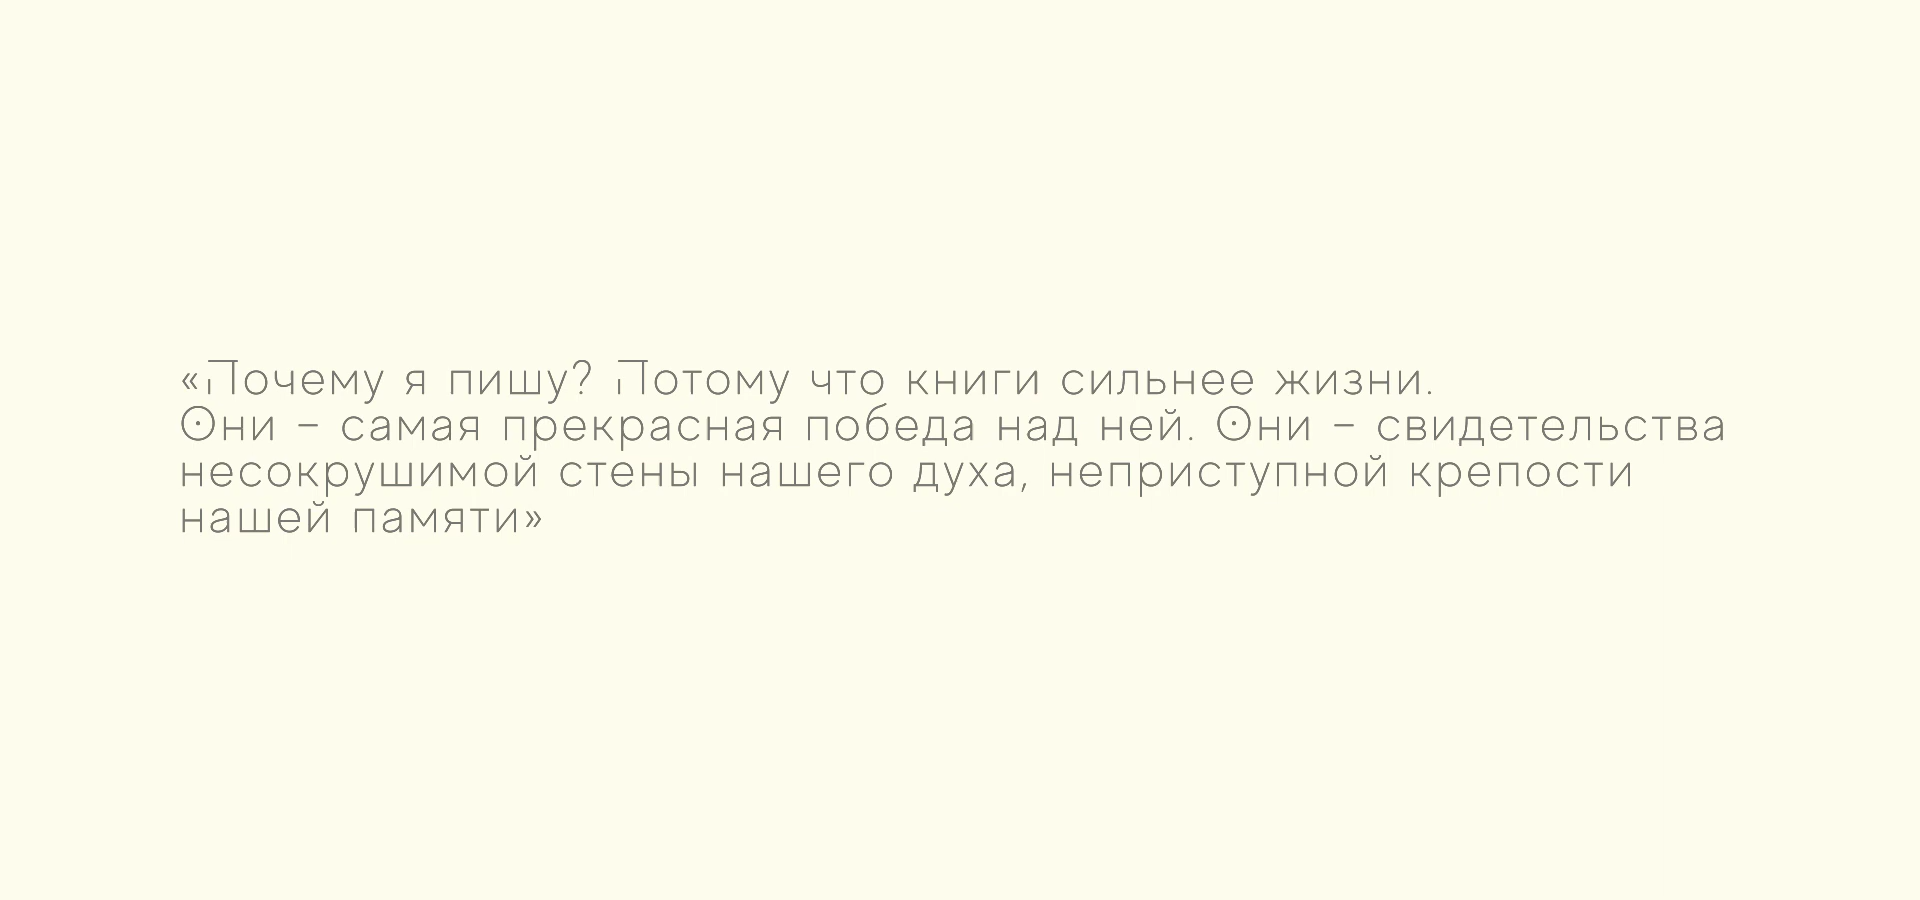 «Почему я пишу? Потому что книги сильнее жизни.
Они – самая прекрасная победа над ней. Они – свидетельства
несокрушимой стены нашего духа, неприступной крепости
нашей памяти»